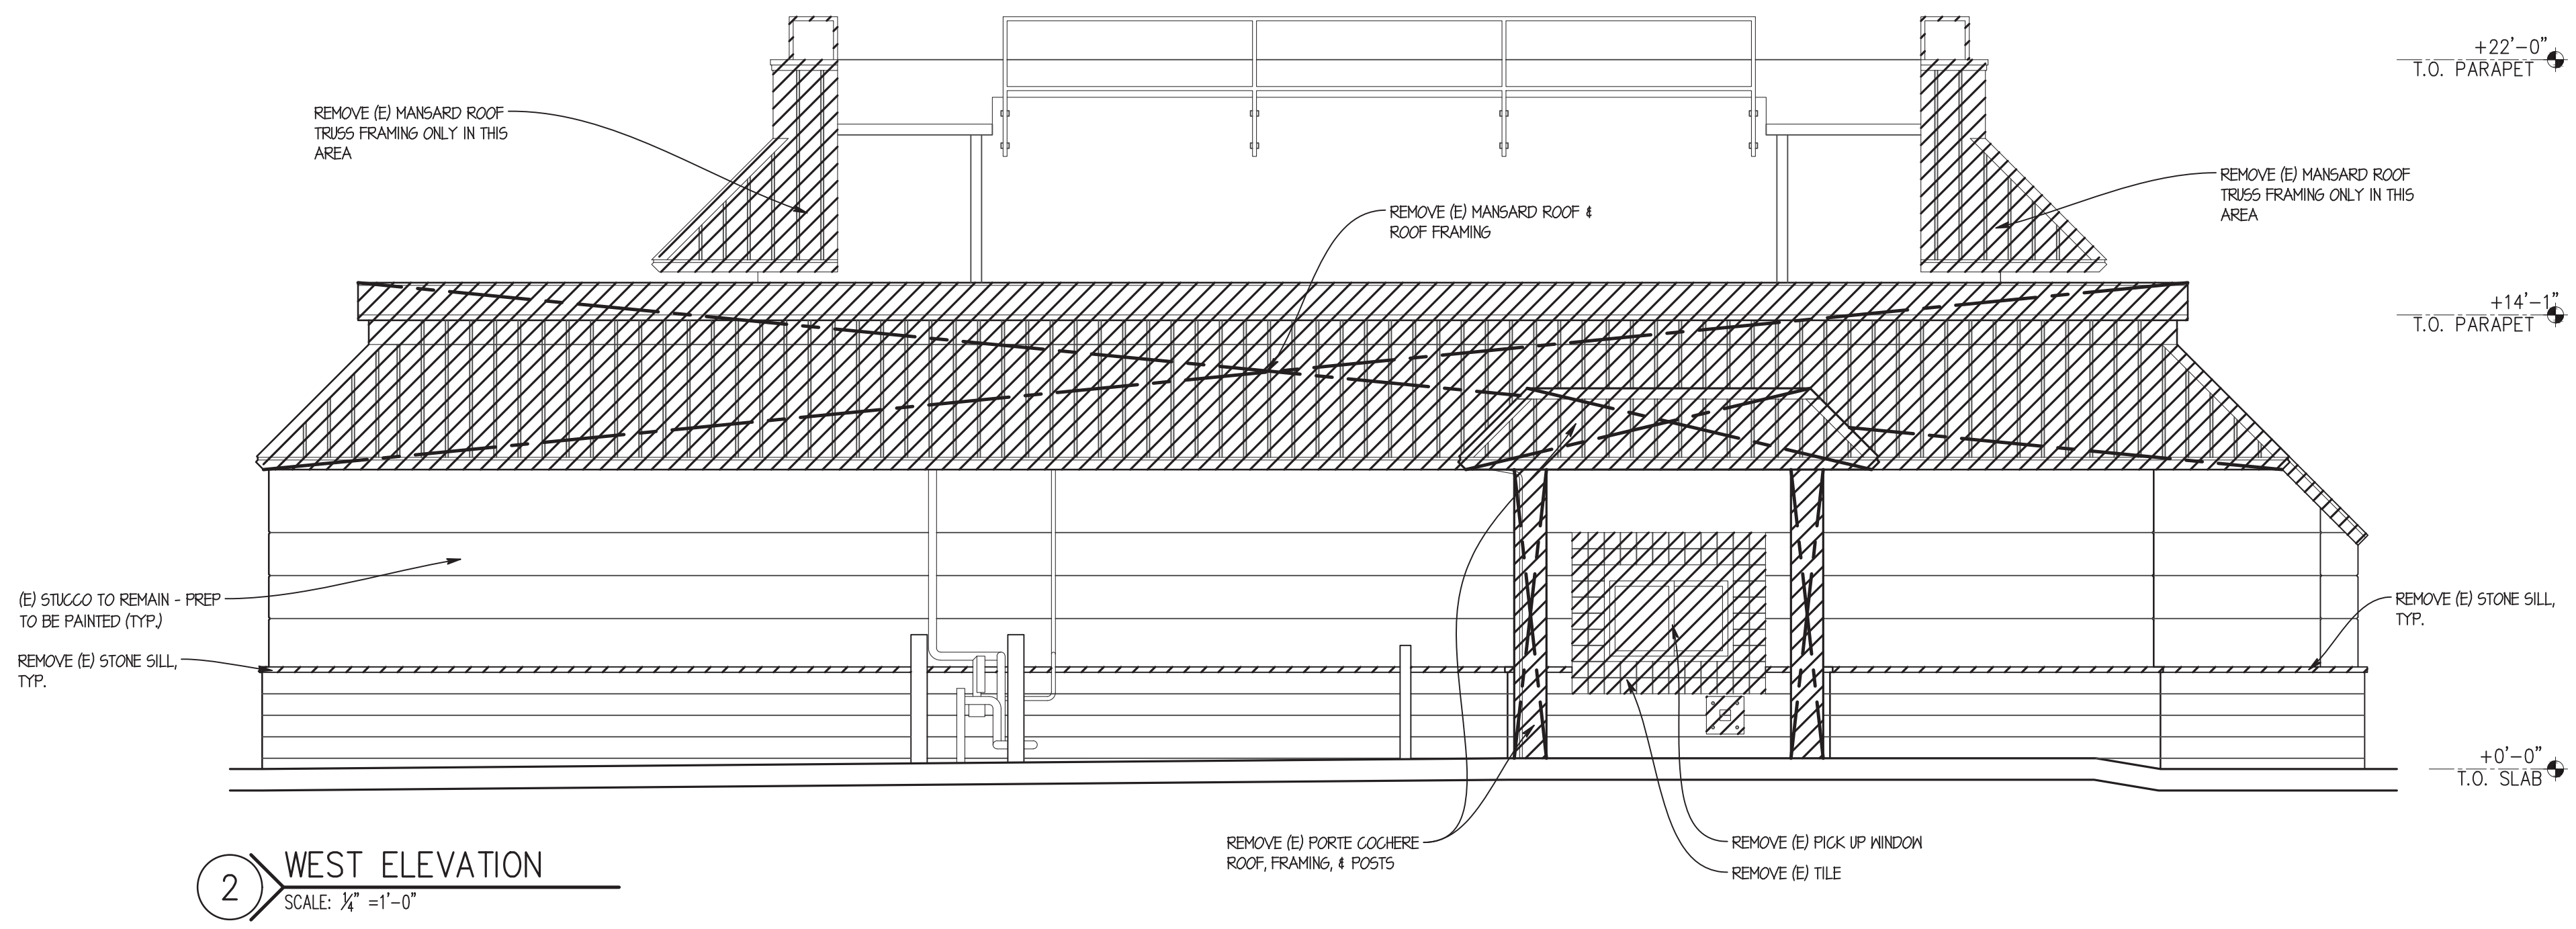 +22'-0"
T.O. PARAPET
REMOVE (E) MANSARD ROOF
TRUSS FRAMING ONLY IN THIS
AREA
REMOVE (E) MANSARD ROOF
TRUSS FRAMING ONLY IN THIS
AREA
REMOVE (E) MANSARD ROOF &
ROOF FRAMING
+14'-1"
T.O. PARAPET
(E) STUCCO TO REMAIN - PREP
TO BE PAINTED (TYP.)
REMOVE (E) STONE SILL,
TYP.
REMOVE (E) STONE SILL,
TYP.
+0'-0"
T.O. SLAB
REMOVE (E) PORTE COCHERE
ROOF, FRAMING, & POSTS
REMOVE (E) PICK UP WINDOW
REMOVE (E) TILE
2
WEST ELEVATION
SCALE: 1/4" =1'-0"